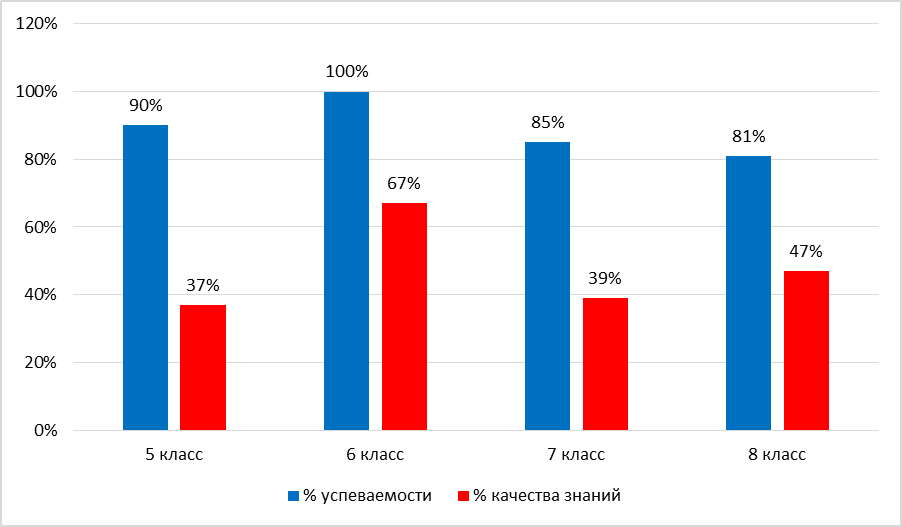 120%
100%
80%
60%
40%
20%
0%
90%
37%
100%
67%
85%
39%
81%
47%
5 класс
6 класс
7 класс
8 класс
% успеваемости
% качества знаний